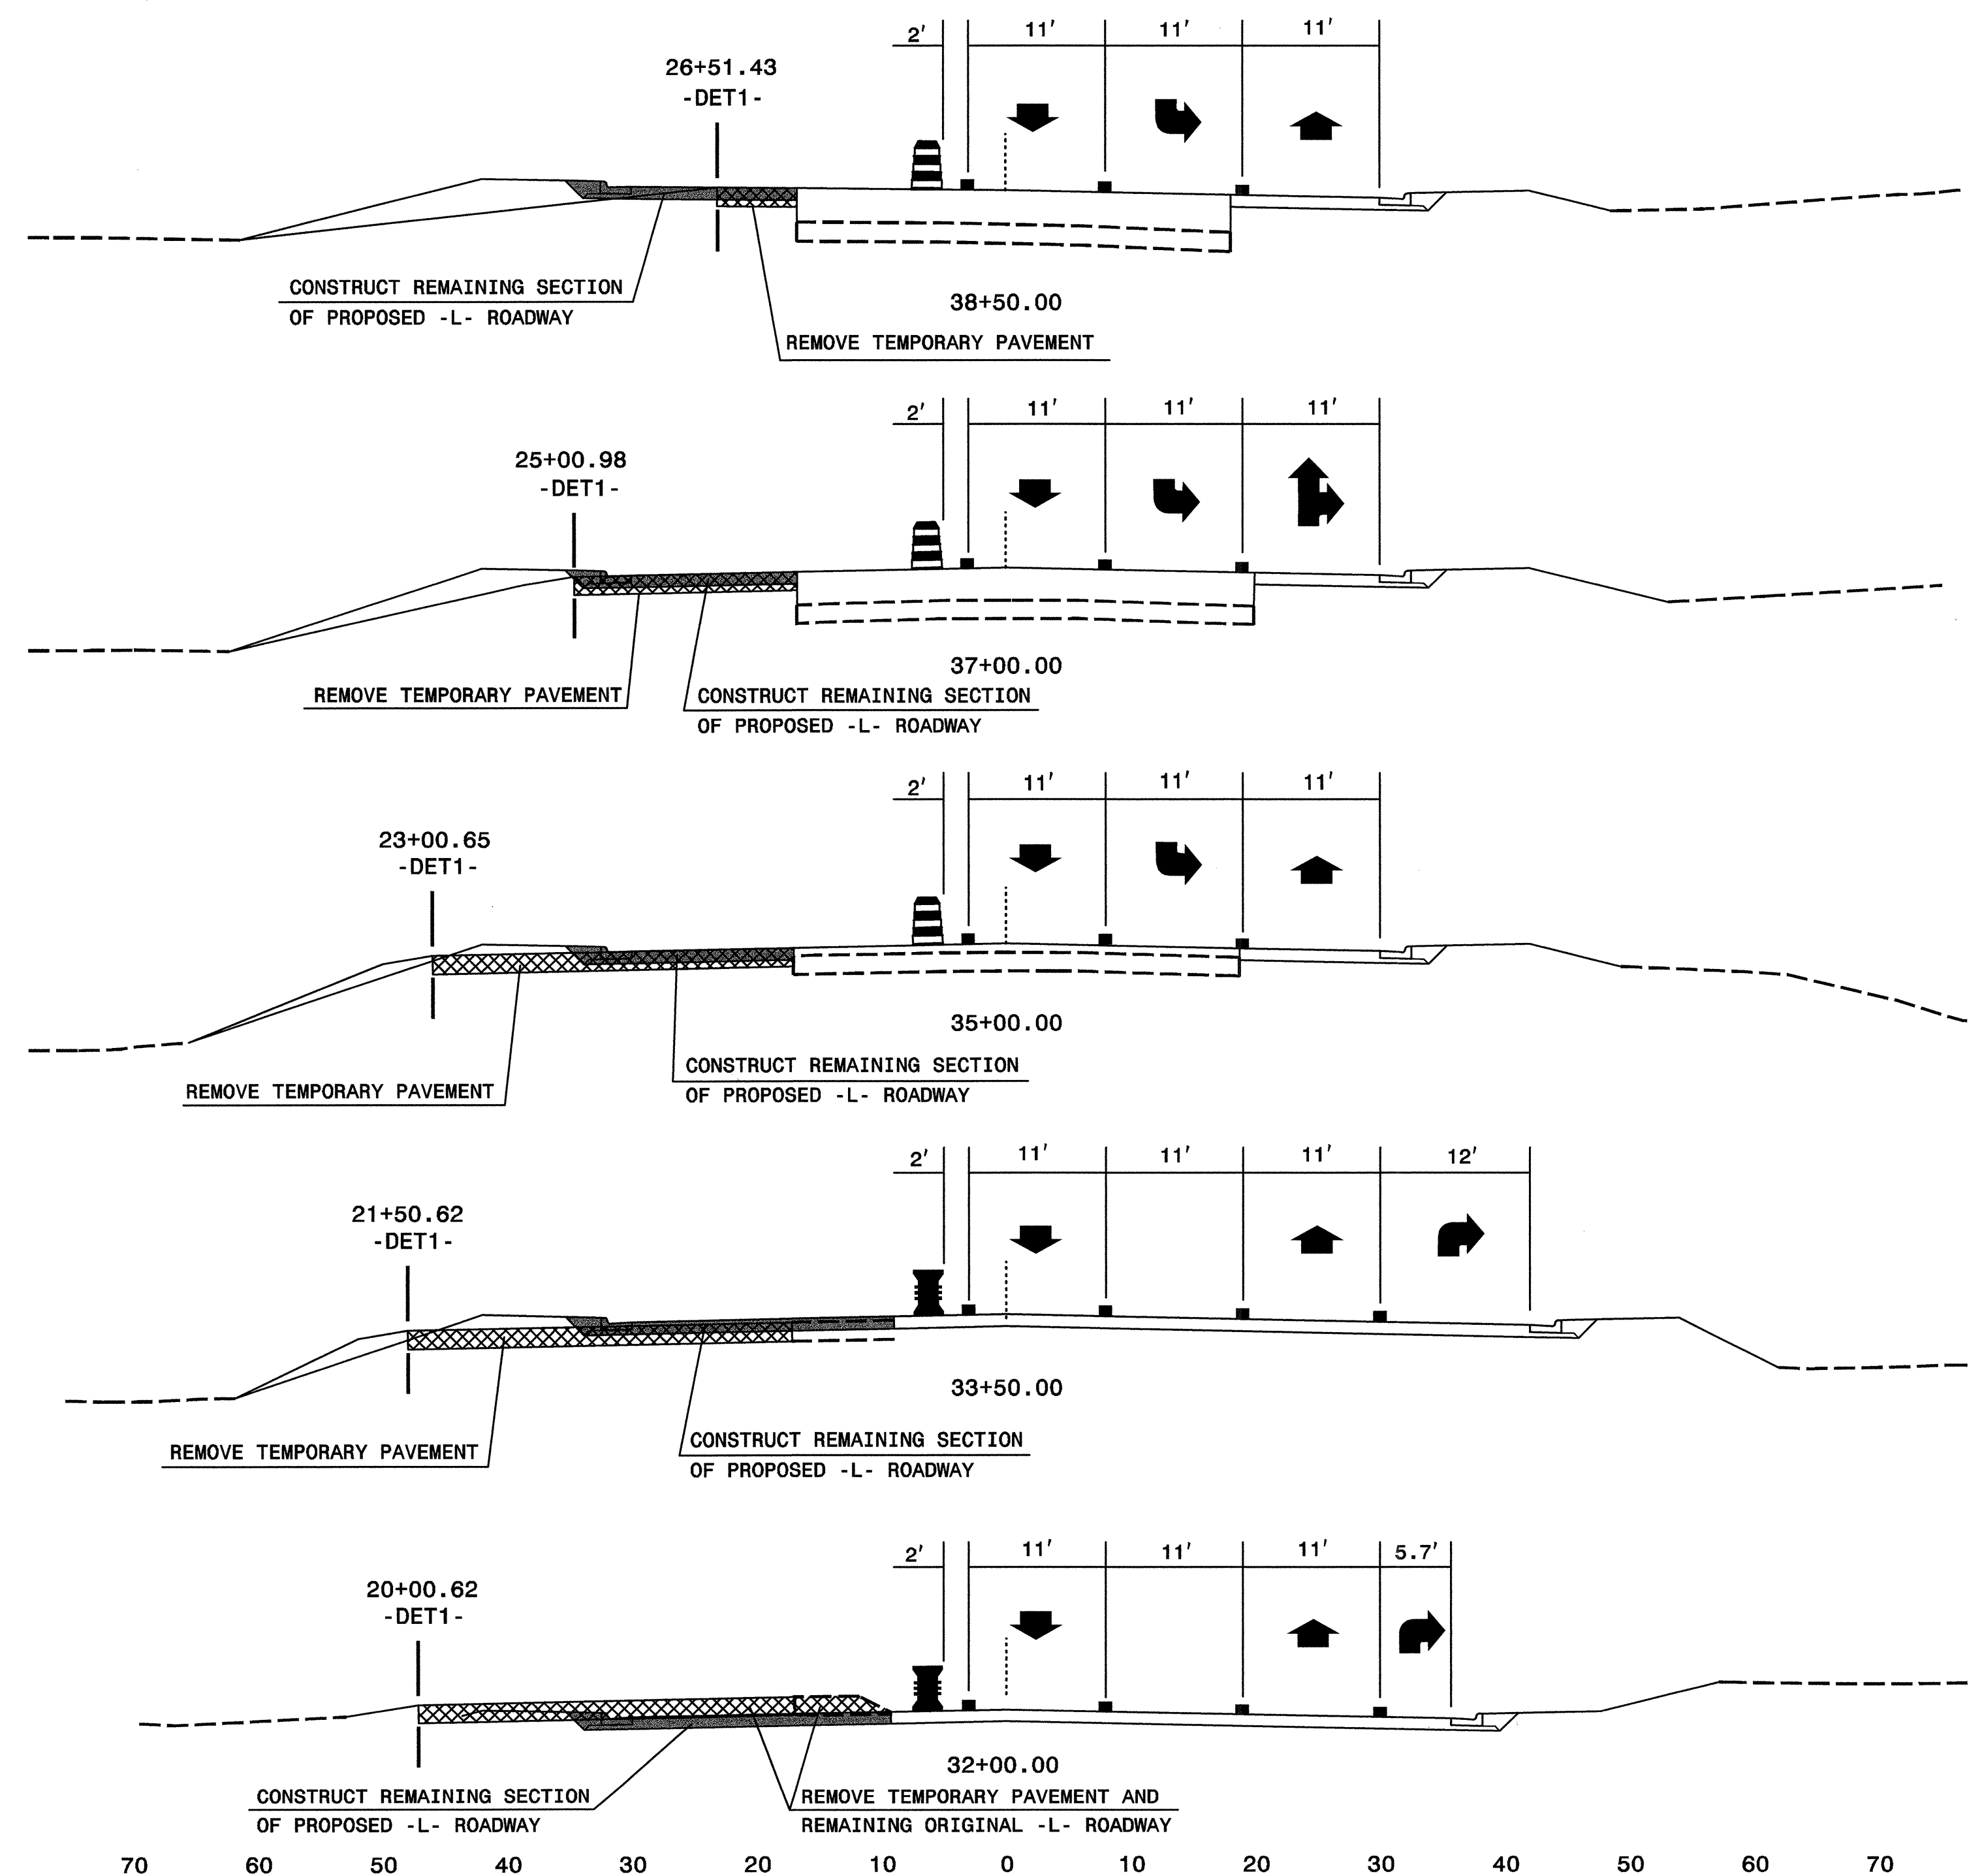 2' 11' 11' 11'
26+51.43
-DET1-
CONSTRUCT REMAINING SECTION
OF PROPOSED -L- ROADWAY
38+50.00
REMOVE TEMPORARY PAVEMENT
2' 11' 11' 11'
25+00.98
-DET1-
37+00.00
REMOVE TEMPORARY PAVEMENT
CONSTRUCT REMAINING SECTION
OF PROPOSED -L- ROADWAY
2' 11' 11' 11'
23+00.65
-DET1-
35+00.00
CONSTRUCT REMAINING SECTION
OF PROPOSED -L- ROADWAY
REMOVE TEMPORARY PAVEMENT
2' 11' 11' 11' 12'
21+50.62
-DET1-
33+50.00
CONSTRUCT REMAINING SECTION
OF PROPOSED -L- ROADWAY
REMOVE TEMPORARY PAVEMENT
2' 11' 11' 11' 5.7'
20+00.62
-DET1-
32+00.00
CONSTRUCT REMAINING SECTION
OF PROPOSED -L- ROADWAY
REMOVE TEMPORARY PAVEMENT AND
REMAINING ORIGINAL -L- ROADWAY
70 60 50 40 30 20 10 0 10 20 30 40 50 60 70